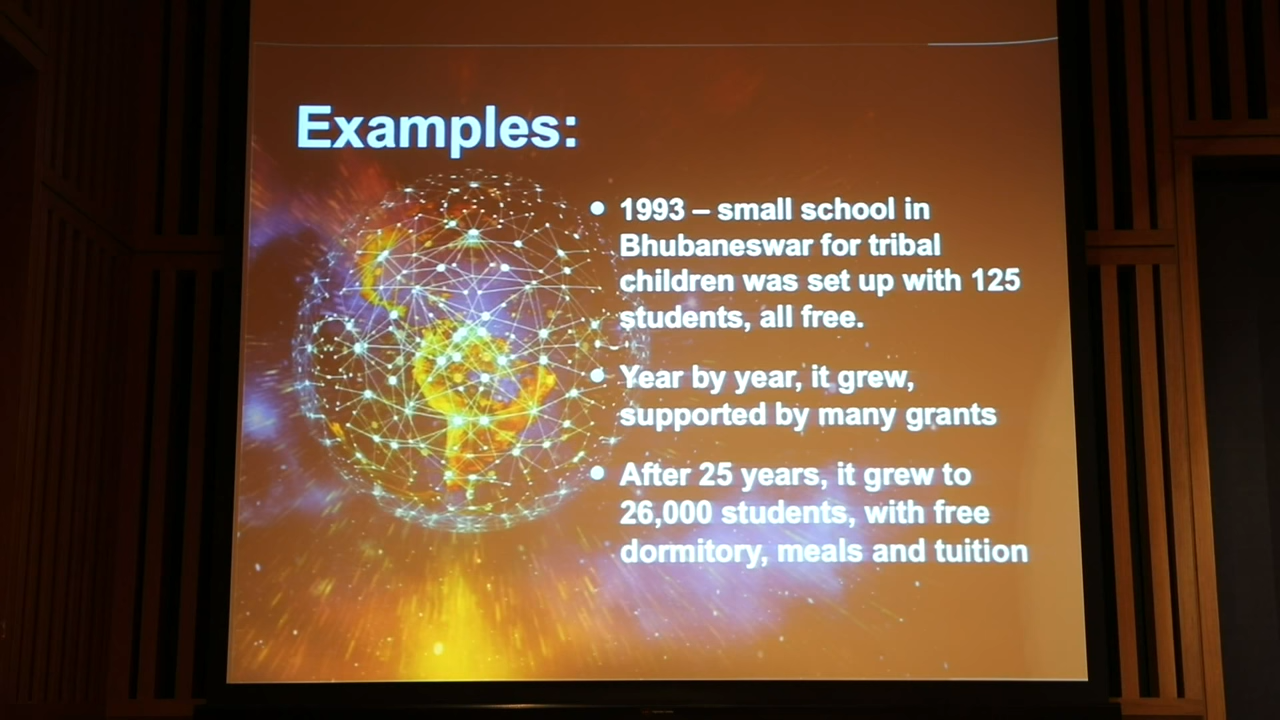 Examples:
• 1993 – small school in
Bhubaneswar for tribal
children was set up with 125
students, all free.
• Year by year, it grew,
supported by many grants
• After 25 years, it grew to
26,000 students, with free
dormitory, meals and tuition